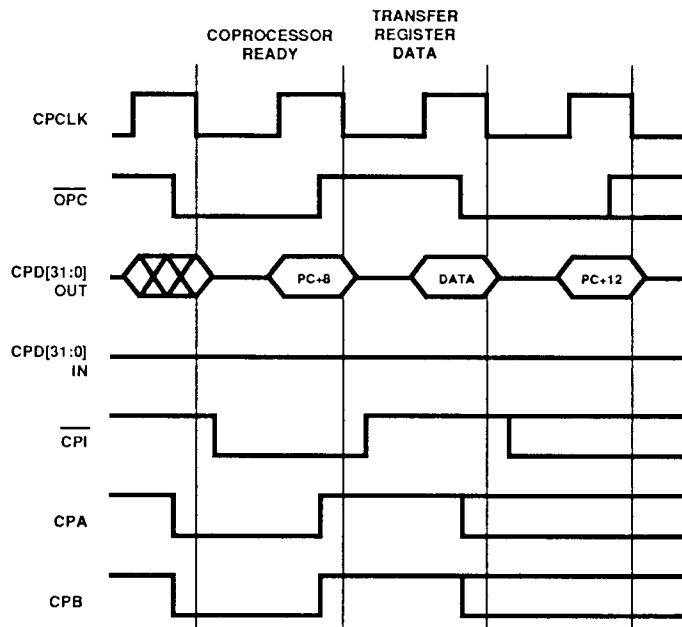 COPROCESSOR
READY
TRANSFER
REGISTER
DATA
CPCLK
OPC
CPD[31:0]
OUT
PC+8
DATA
PC+12
CPD[31:0]
IN
CPI
CPA
CPB